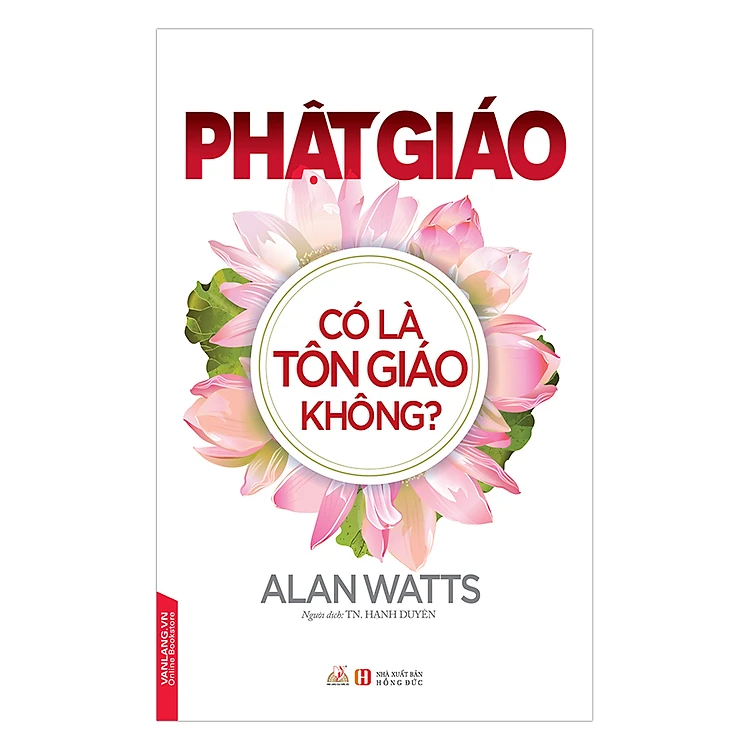 PHẬT GIÁO
CÓ LÀ
TÔN GIÁO
KHÔNG?
ALAN WATTS
Người dịch: TN. HẠNH DUYÊN
VANLANG.VN
Online Bookstore
NHÀ XUẤT BẢN
HỒNG ĐỨC